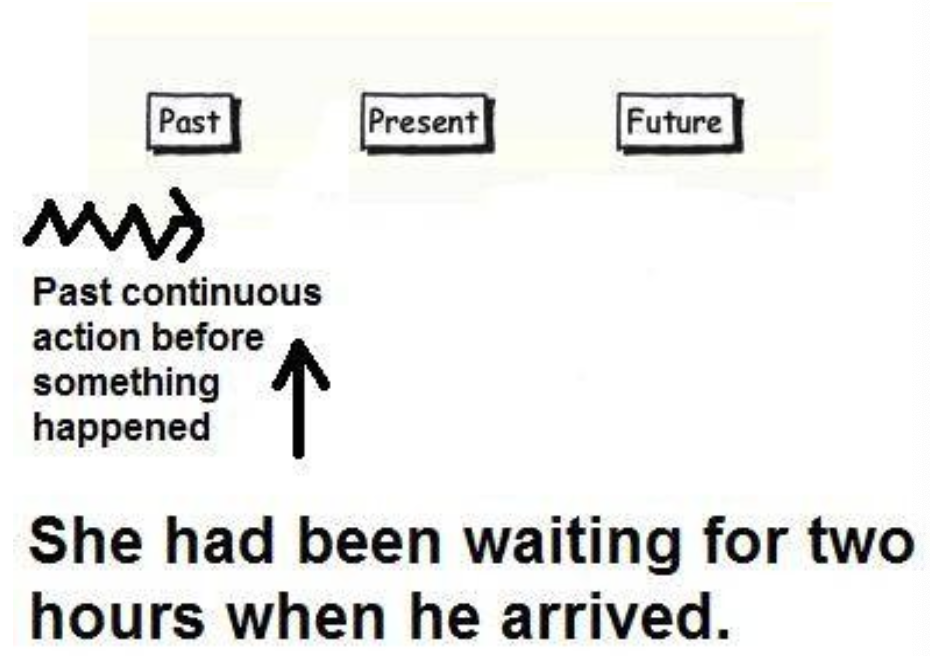 Past Present Future
Past continuous
action before
something
happened
She had been waiting for two
hours when he arrived.